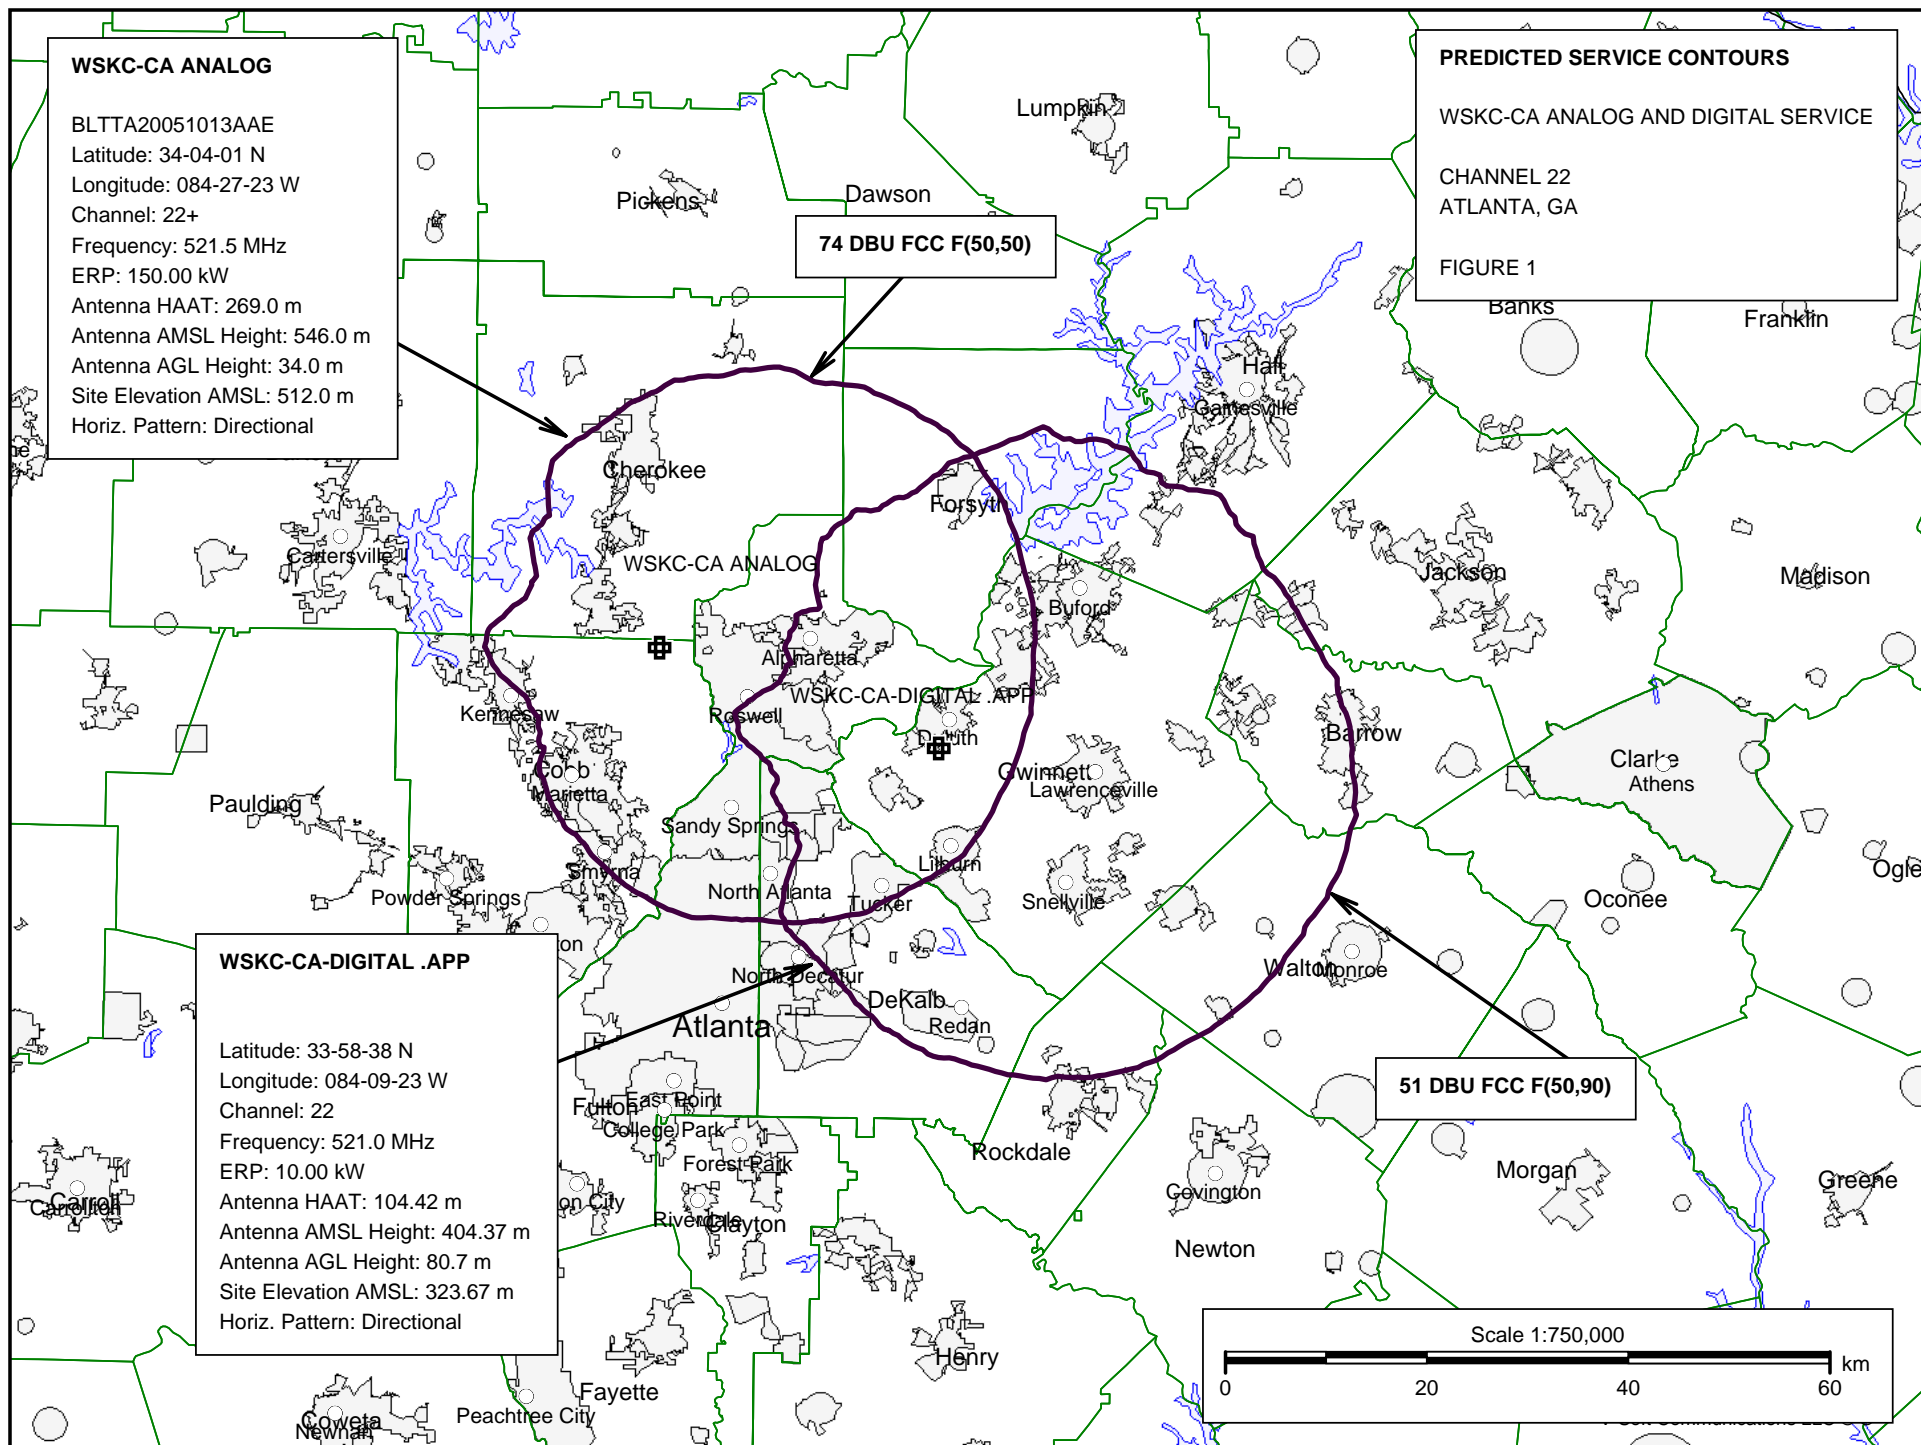 WSKC-CA ANALOG
BLTTA20051013AAE
Latitude: 34-04-01 N
Longitude: 084-27-23 W
Channel: 22+
Frequency: 521.5 MHz
ERP: 150.00 kW
Antenna HAAT: 269.0 m
Antenna AMSL Height: 546.0 m
Antenna AGL Height: 34.0 m
Site Elevation AMSL: 512.0 m
Horiz. Pattern: Directional
PREDICTED SERVICE CONTOURS
WSKC-CA ANALOG AND DIGITAL SERVICE
CHANNEL 22
ATLANTA, GA
FIGURE 1
Lumpkin
Pickens
Dawson
74 DBU FCC F(50,50)
Banks
Franklin
Hall
Gainesville
Cherokee
Forsyth
Cartersville
WSKC-CA ANALOG
Jackson
Madison
Buford
Alpharetta
WSKC-CA-DIGITAL .APP
Kennesaw
Roswell
Duluth
Barrow
Cobb
Marietta
Gwinnett
Lawrenceville
Clarke
Athens
Paulding
Sandy Springs
Lilburn
Smyrna
Powder Springs
North Atlanta
Tucker
Snellville
Oconee
Ogle
ton
North Decatur
Walton
Monroe
DeKalb
Redan
Atlanta
WSKC-CA-DIGITAL .APP
Latitude: 33-58-38 N
Longitude: 084-09-23 W
Channel: 22
Frequency: 521.0 MHz
ERP: 10.00 kW
Antenna HAAT: 104.42 m
Antenna AMSL Height: 404.37 m
Antenna AGL Height: 80.7 m
Site Elevation AMSL: 323.67 m
Horiz. Pattern: Directional
51 DBU FCC F(50,90)
East Point
Fulton
College Park
Forest Park
Rockdale
Covington
Morgan
Greene
Carroll
Carrollton
on City
Riverdale
Clayton
Newton
Henry
Fayette
Peachtree City
Coweta
Newnan
Scale 1:750,000
km
0 20 40 60